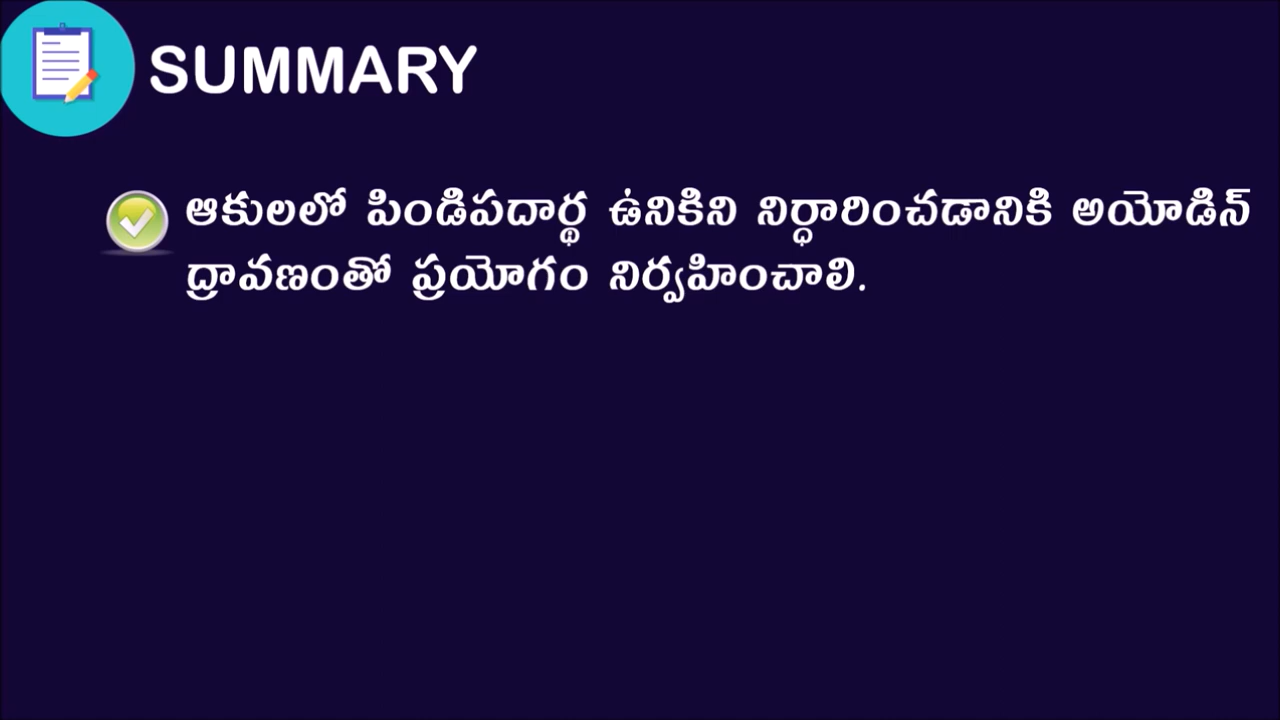 SUMMARY
ఆకులలో పిండిపదార్థ ఉనికిని నిర్ధారించడానికి అయోడిన్
ద్రావణంతో ప్రయోగం నిర్వహించాలి.